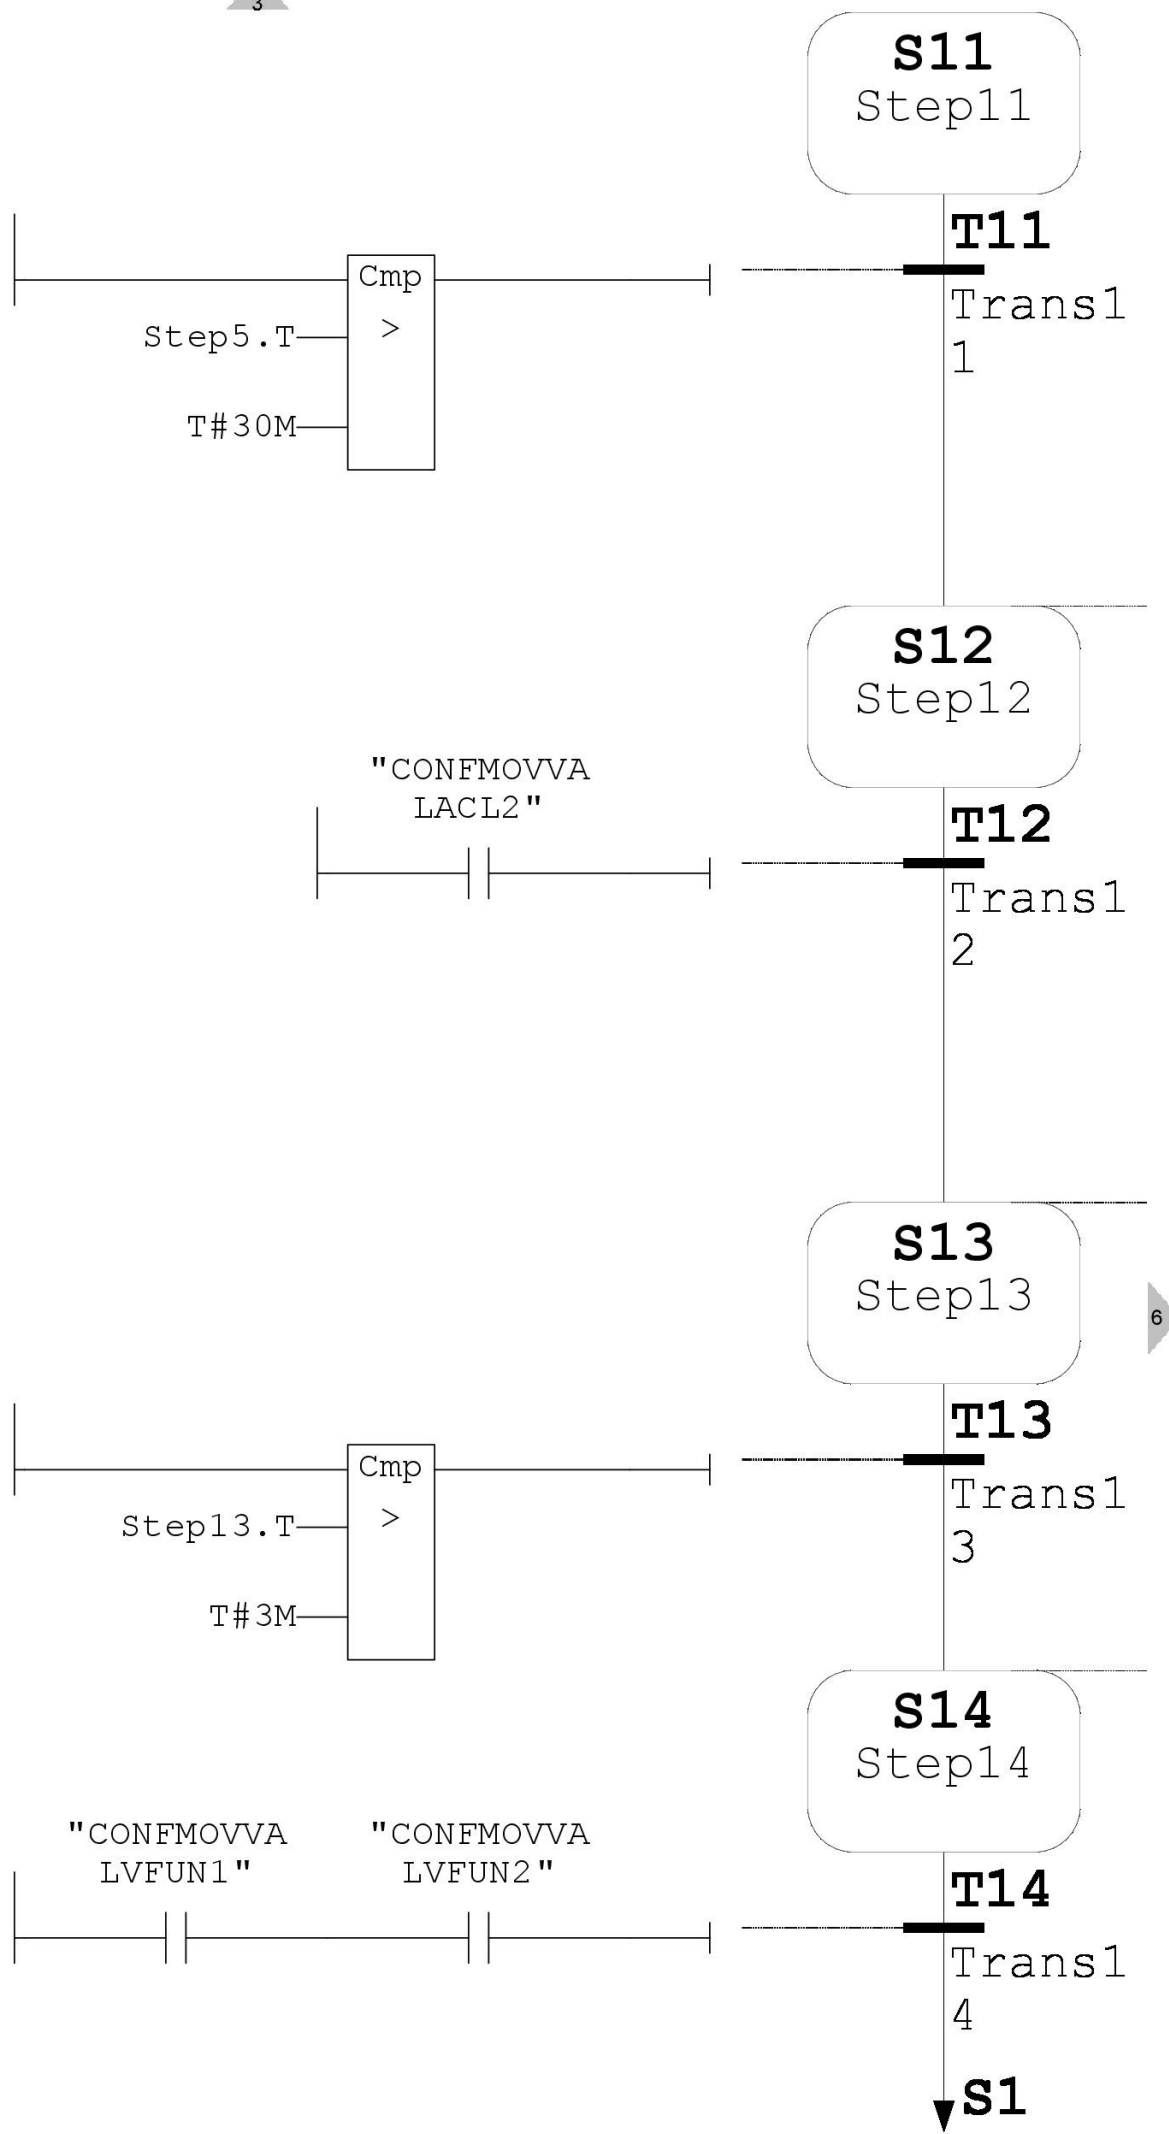 3
S11
Step11
T11
Cmp
Trans1
Step5.T
>
1
T#30M
S12
Step12
"CONFMOVVA
LACL2"
T12
Trans1
2
S13
Step13
6
T13
Cmp
Trans1
Step13.T
>
3
T#3M
S14
Step14
"CONFMOVVA
LVFUN1"
"CONFMOVVA
LVFUN2"
T14
Trans1
4
S1